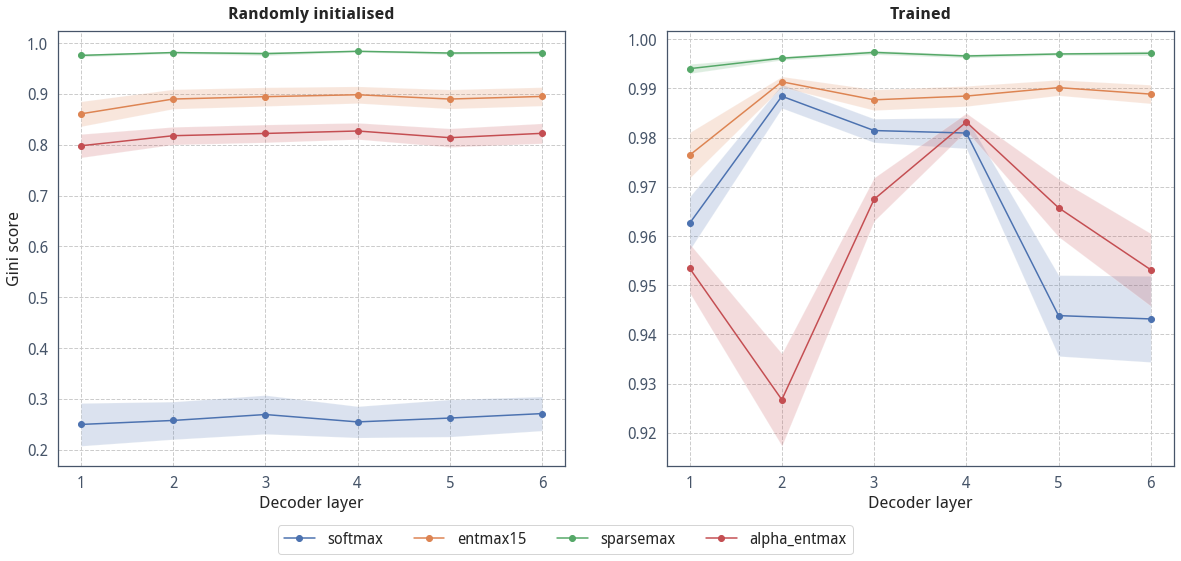 Randomly initialised
Trained
Gini score
1.0
0.9
0.8
0.7
0.6
0.5
0.4
0.3
0.2
1 2 3 4 5 6
Decoder layer
1.00
0.99
0.98
0.97
0.96
0.95
0.94
0.93
0.92
1 2 3 4 5 6
Decoder layer
softmax entmax15 sparsemax alpha_entmax